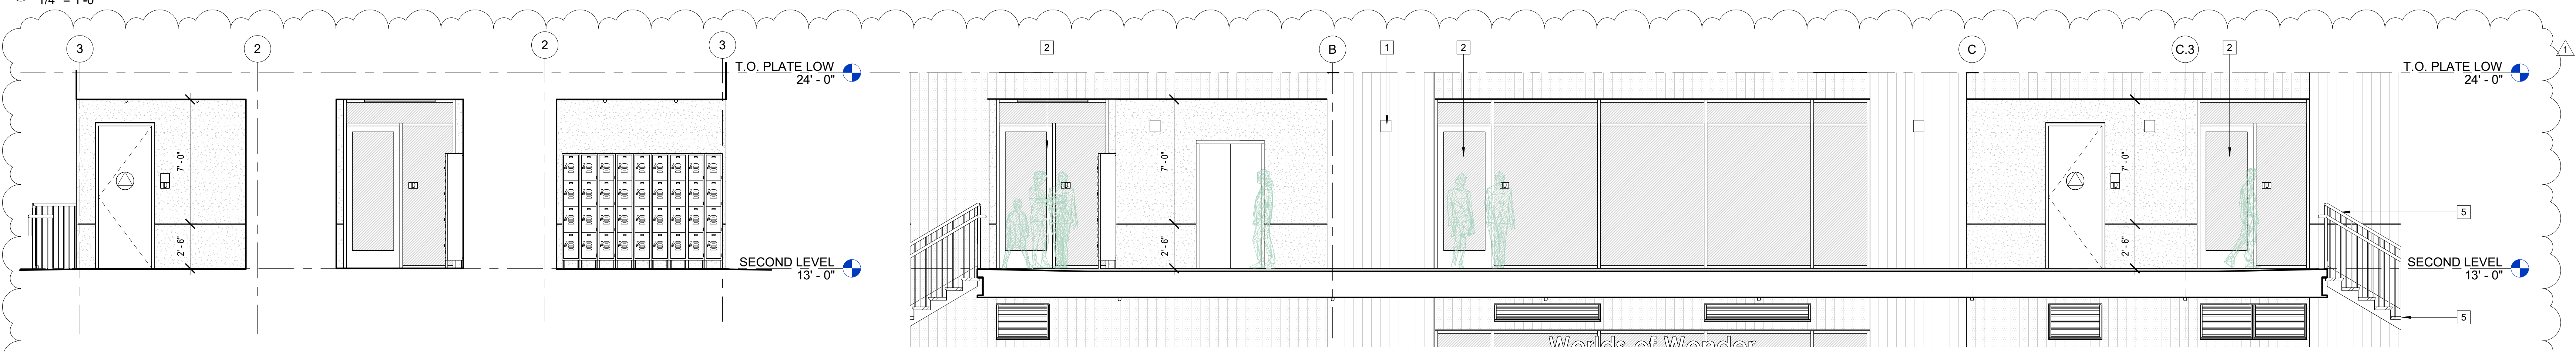 1/4" = 1'-0"
3
2
2
3
T.O. PLATE LOW
24' - 0"
2
B
1
2
C
C.3
2
1
T.O. PLATE LOW
24' - 0"
7' - 0"
7' - 0"
7' - 0"
2' - 6"
2' - 6"
2' - 6"
5
SECOND LEVEL
13' - 0"
SECOND LEVEL
13' - 0"
5
Worlds of Wonder